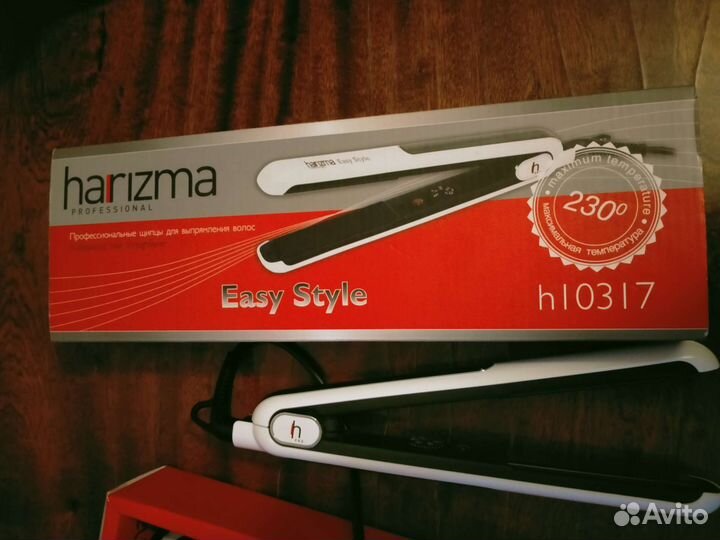 harizma
PROFESSIONAL
Профессиональные щипцы для выпрямления волос
harizma Easy Style
h
maximum temperature
230°
максимальная температура
Easy Style
h10317
h
Avito